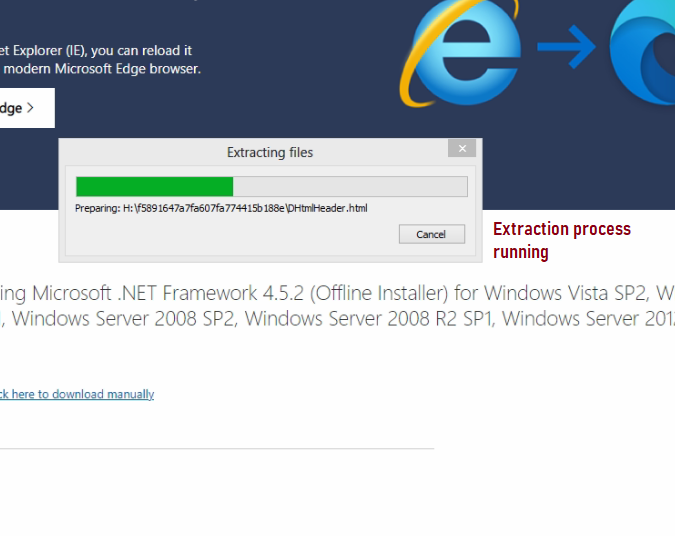 et Explorer (IE), you can reload it
modern Microsoft Edge browser.
dge >
Extracting files
Preparing: H:\f5891647a7fa607fa774415b188e\DHtmlHeader.html
Cancel
Extraction process
running
ing Microsoft .NET Framework 4.5.2 (Offline Installer) for Windows Vista SP2, W
, Windows Server 2008 SP2, Windows Server 2008 R2 SP1, Windows Server 201
ck here to download manually